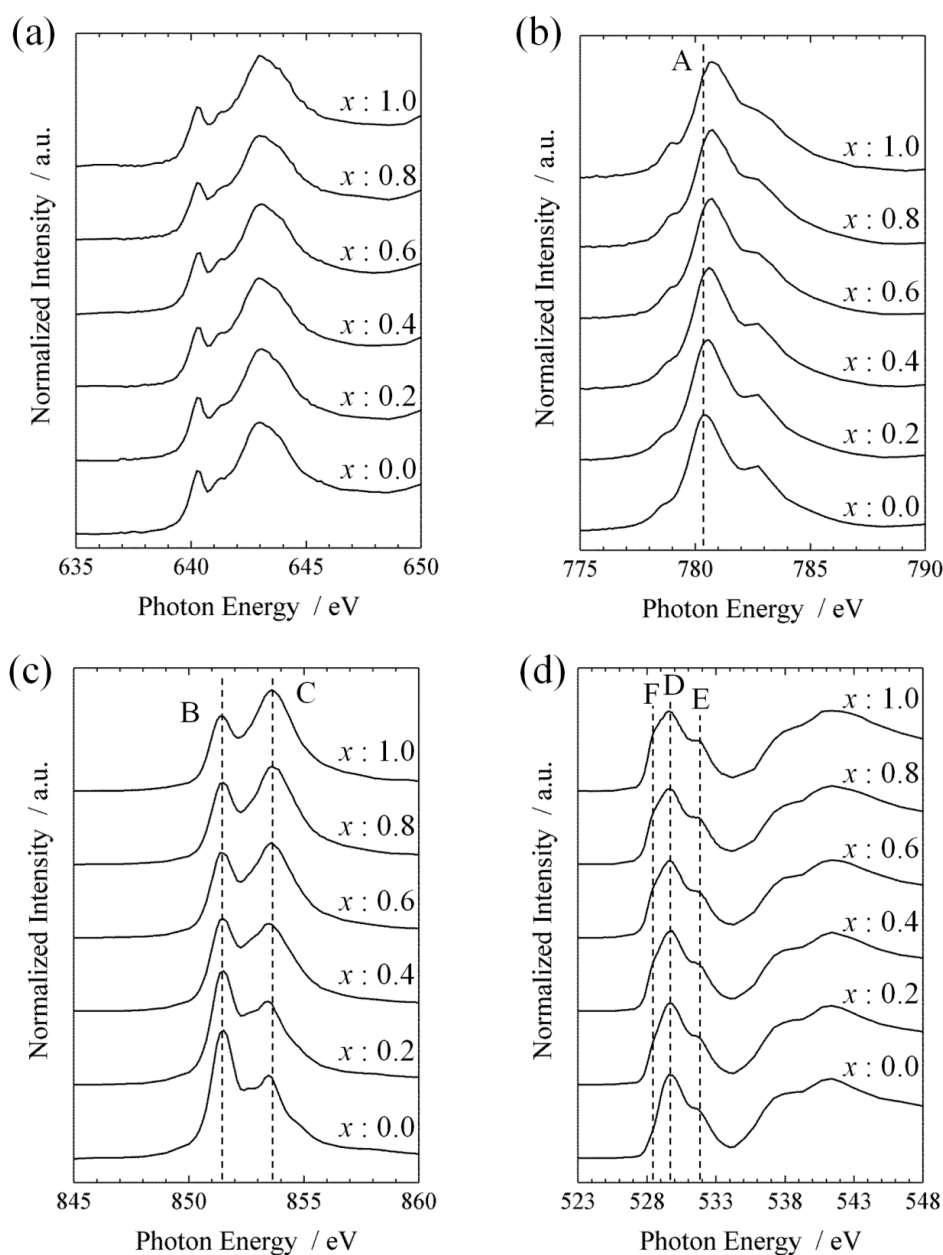 (a)
Normalized Intensity / a.u.
x : 1.0
x : 0.8
x : 0.6
x : 0.4
x : 0.2
x : 0.0
635 640 645 650
Photon Energy / eV
(b)
Normalized Intensity / a.u.
A
x : 1.0
x : 0.8
x : 0.6
x : 0.4
x : 0.2
x : 0.0
775 780 785 790
Photon Energy / eV
(c)
Normalized Intensity / a.u.
B C
x : 1.0
x : 0.8
x : 0.6
x : 0.4
x : 0.2
x : 0.0
845 850 855 860
Photon Energy / eV
(d)
Normalized Intensity / a.u.
F D E
x : 1.0
x : 0.8
x : 0.6
x : 0.4
x : 0.2
x : 0.0
523 528 533 538 543 548
Photon Energy / eV